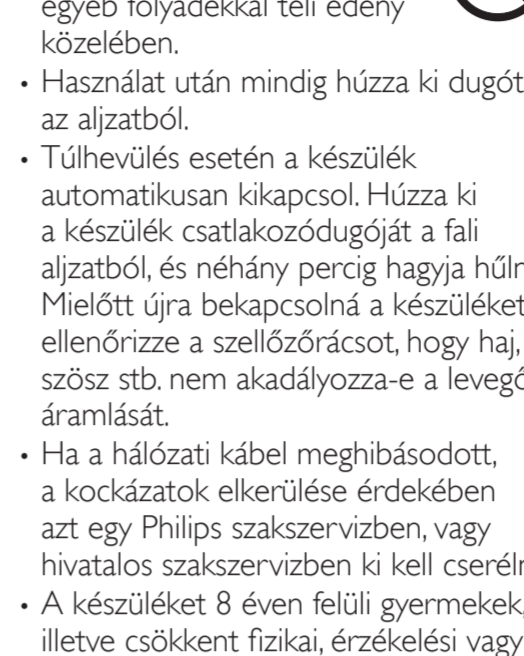 egyéb folyadékkal teli edény
közelében.
• Használat után mindig húzza ki dugót
az aljzatból.
• Túlhevülés esetén a készülék
automatikusan kikapcsol. Húzza ki
a készülék csatlakozódugóját a fali
aljzatból, és néhány percig hagyja
Mielőtt újra bekapcsolná a készüléket
ellenőrizze a szellőzőrácsot, hogy haj,
szösz stb. nem akadályozza-e a
áramlását.
• Ha a hálózati kábel meghibásodott,
a kockázatok elkerülése érdekében
azt egy Philips szakszervizben, vagy
hivatalos szakszervizben ki kell
• A készüléket 8 éven felüli gyermekek,
illetve csökkent fizikai, érzékelési vagy